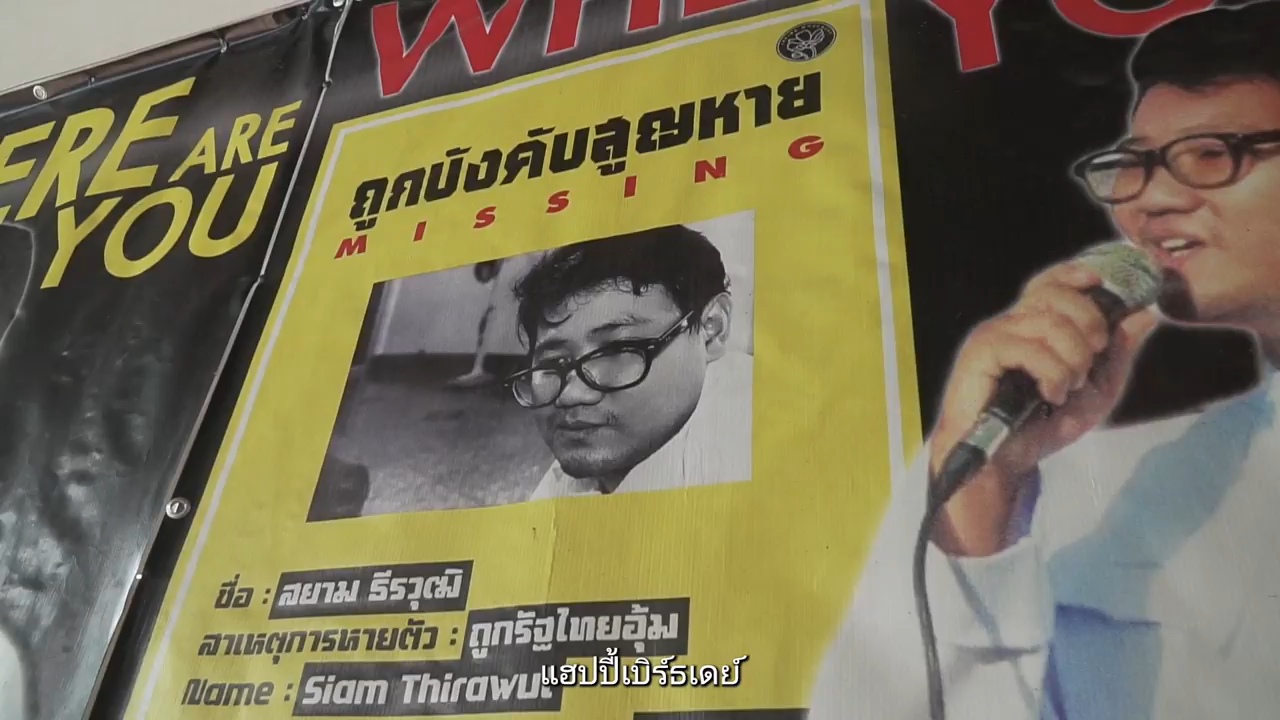 ERE ARE
YOU
WHE
YO
ถูกบังคับสูญหาย
MISSING
ชื่อ : สยาม ธีรวุฒิ
สาเหตุการหายตัว : ถูกรัฐไทยอุ้ม
Name : Siam Thirawut
แฮปปี้เบิร์ธเดย์